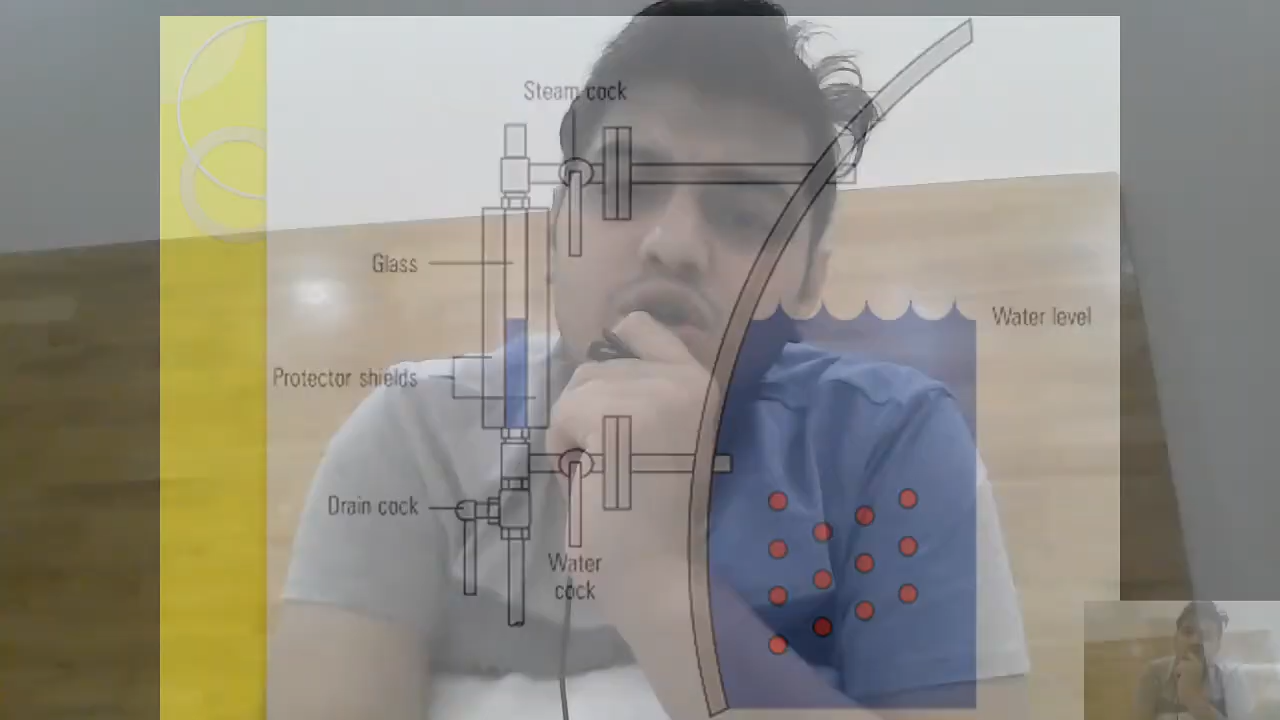 Steam cock
Glass
Water level
Protector shields
Drain cock
Water
cock